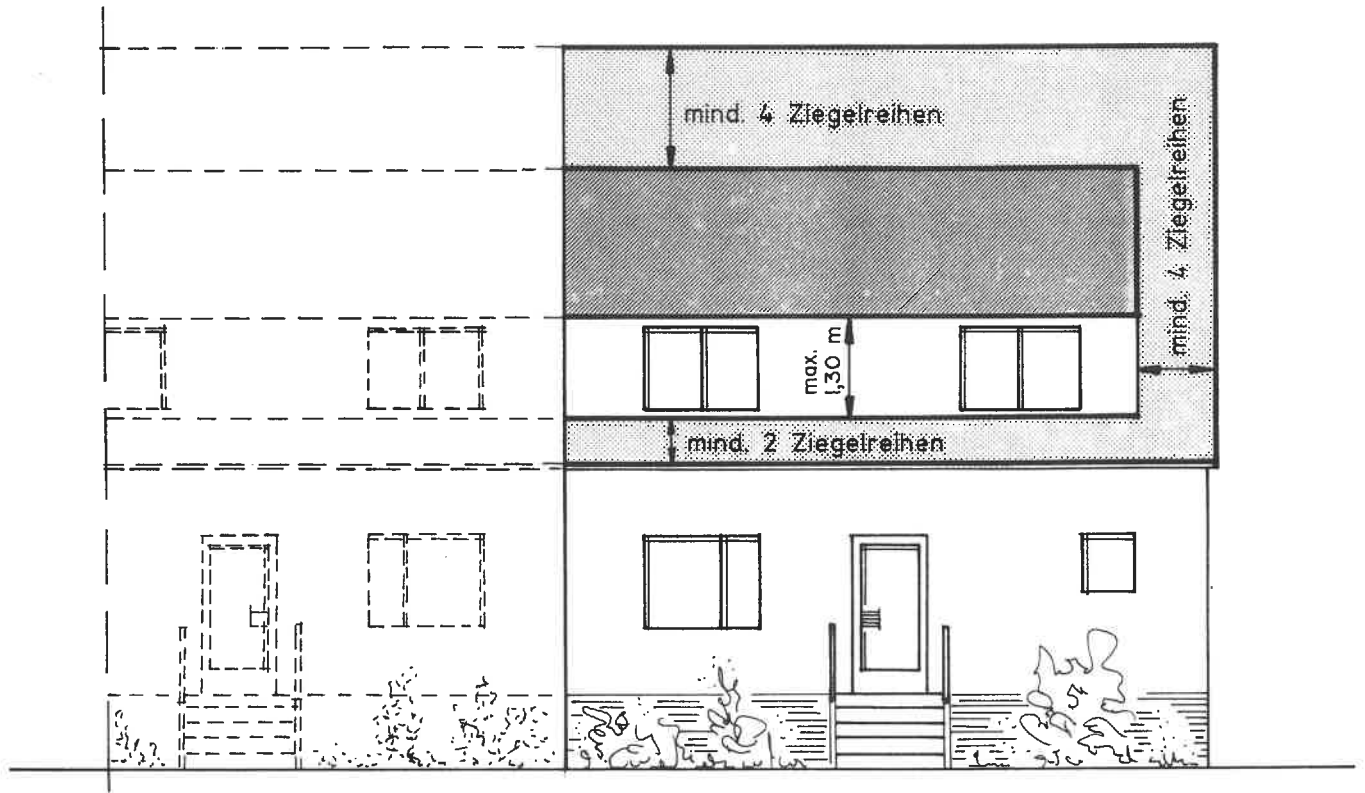 mind. 4 Ziegelreihen
mind. 4 Ziegelreihen
max.
1,30 m
mind. 2 Ziegelreihen